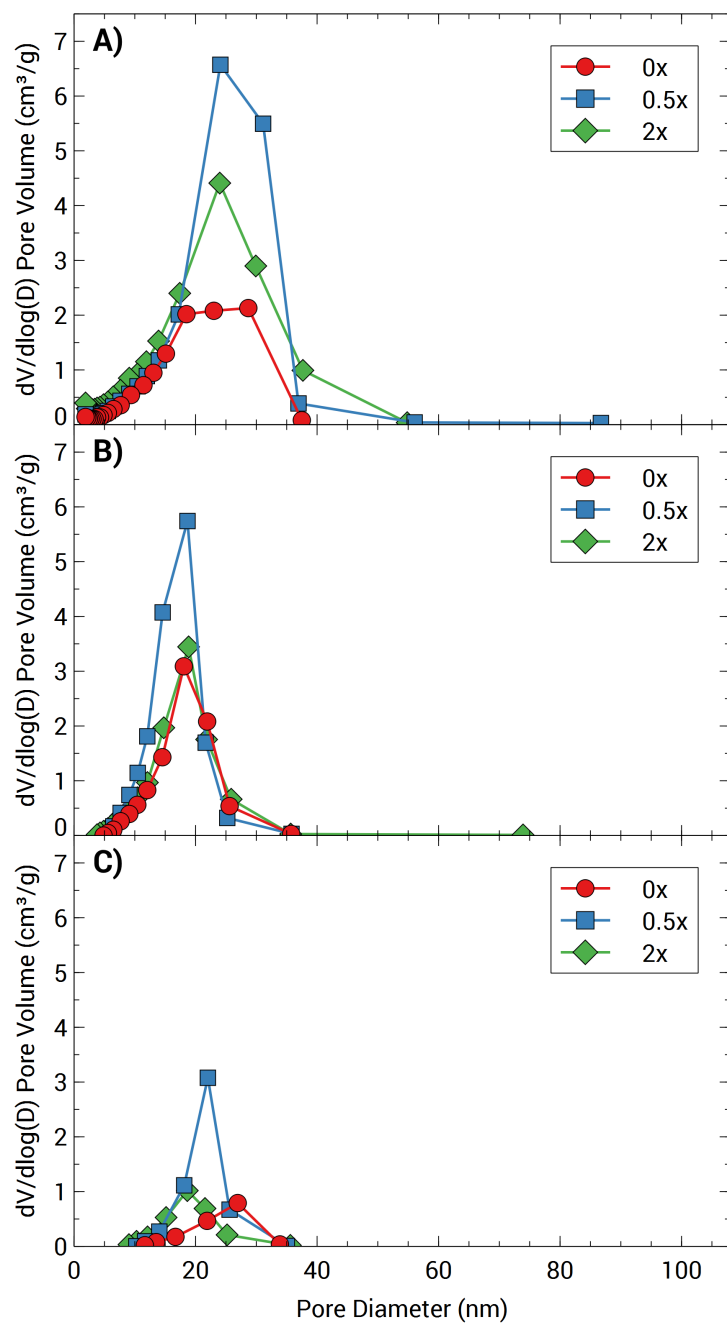 A)
dV/dlog(D) Pore Volume (cm³/g)
7
6
5
4
3
2
1
0
0x
0.5x
2x
B)
dV/dlog(D) Pore Volume (cm³/g)
7
6
5
4
3
2
1
0
0x
0.5x
2x
C)
dV/dlog(D) Pore Volume (cm³/g)
7
6
5
4
3
2
1
0
0x
0.5x
2x
0 20 40 60 80 100
Pore Diameter (nm)